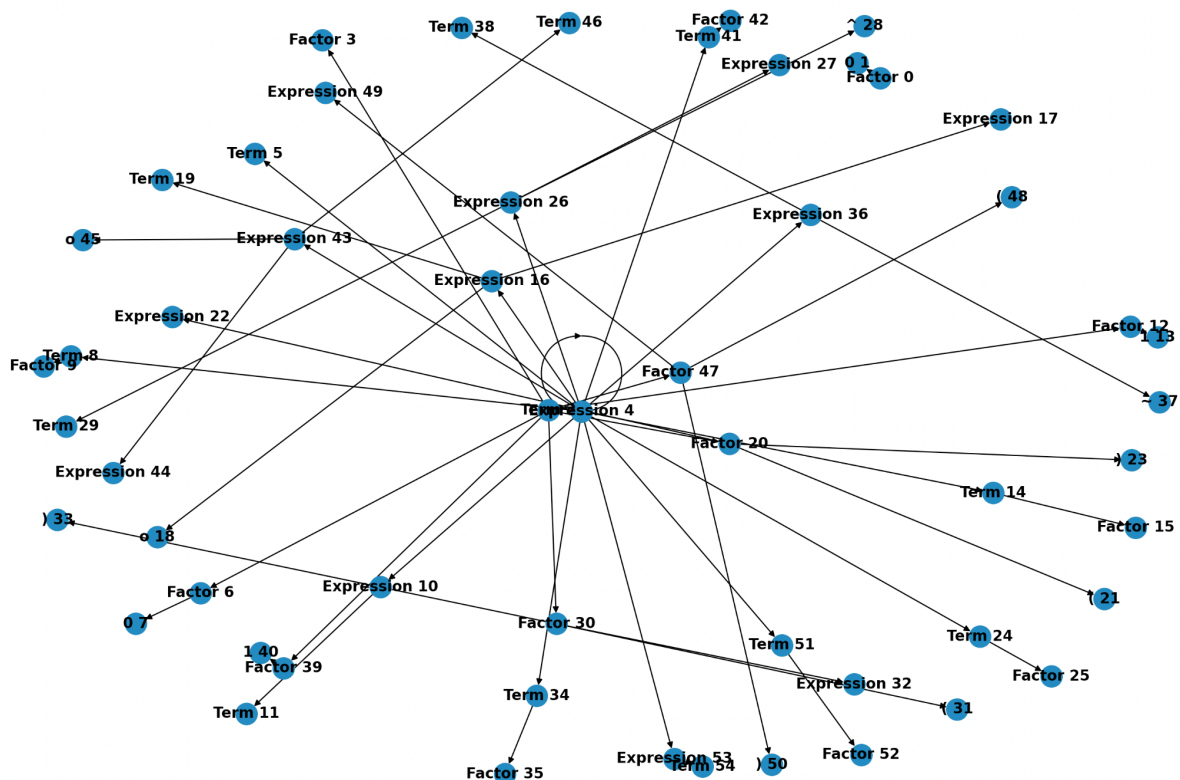 Term 38
Term 46
Factor 42
^ 28
Factor 3
Term 41
Expression 27
0 1
Factor 0
Expression 49
Expression 17
Term 5
Term 19
Expression 26
( 48
Expression 36
o 45
Expression 43
Expression 16
Expression 22
Factor 12
1 13
Term 8
Factor 9
Factor 47
~ 37
Expression 4
Term 29
Factor 20
) 23
Expression 44
Term 14
) 33
o 18
Factor 15
Expression 10
Factor 6
( 21
0 7
Factor 30
Term 24
Term 51
1 40
Factor 39
Factor 25
Expression 32
Term 34
Term 11
( 31
Factor 52
Expression 53
Term 54
) 50
Factor 35